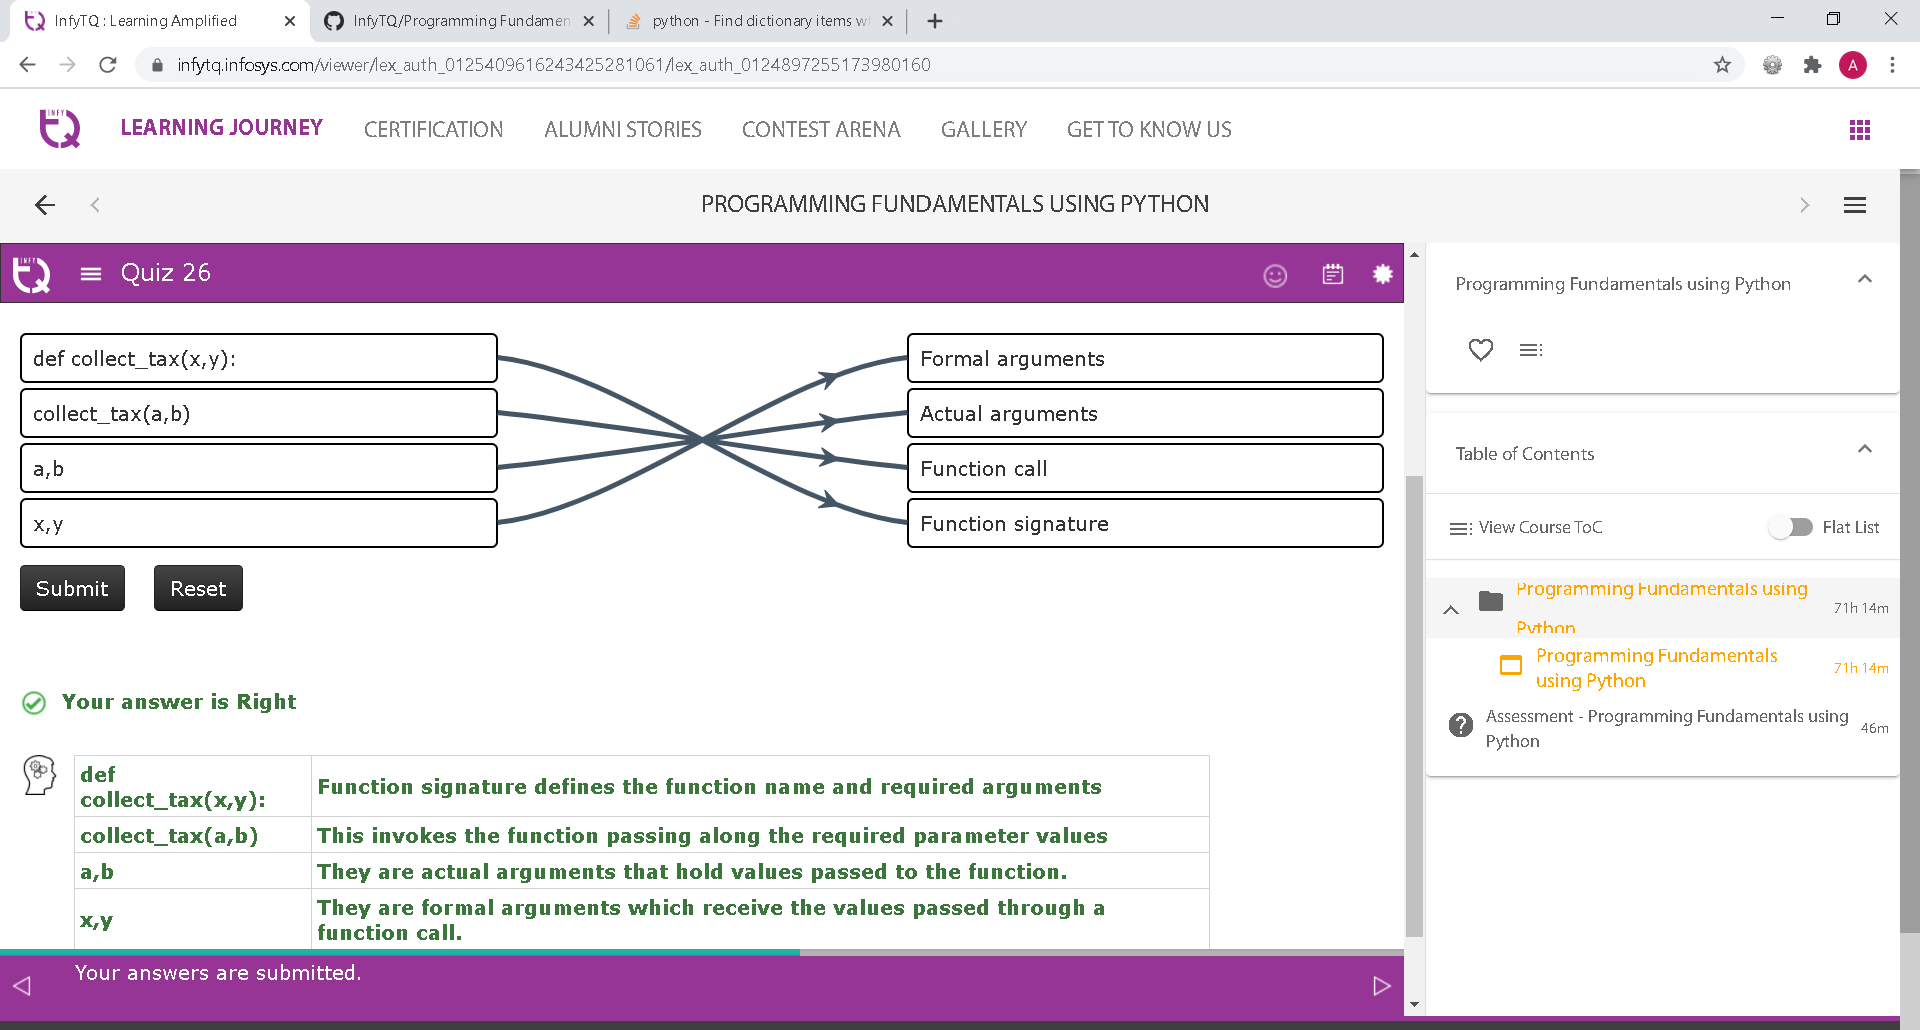 InfyTQ : Learning Amplified
InfyTQ/Programming Fundamen
python - Find dictionary items w
infytq.infosys.com/viewer/lex_auth_0125409616243425281061/lex_auth_0124897255173980160
A
INFY
TQ
LEARNING JOURNEY
CERTIFICATION
ALUMNI STORIES
CONTEST ARENA
GALLERY
GET TO KNOW US
PROGRAMMING FUNDAMENTALS USING PYTHON
INFY
TQ
Quiz 26
def collect_tax(x,y):
Formal arguments
collect_tax(a,b)
Actual arguments
a,b
Function call
x,y
Function signature
Submit
Reset
Your answer is Right
def
collect_tax(x,y):
Function signature defines the function name and required arguments
collect_tax(a,b)
This invokes the function passing along the required parameter values
a,b
They are actual arguments that hold values passed to the function.
x,y
They are formal arguments which receive the values passed through a
function call.
Your answers are submitted.
Programming Fundamentals using Python
Table of Contents
View Course ToC
Flat List
Programming Fundamentals using
Python
71h 14m
Programming Fundamentals
using Python
71h 14m
Assessment - Programming Fundamentals using
Python
46m